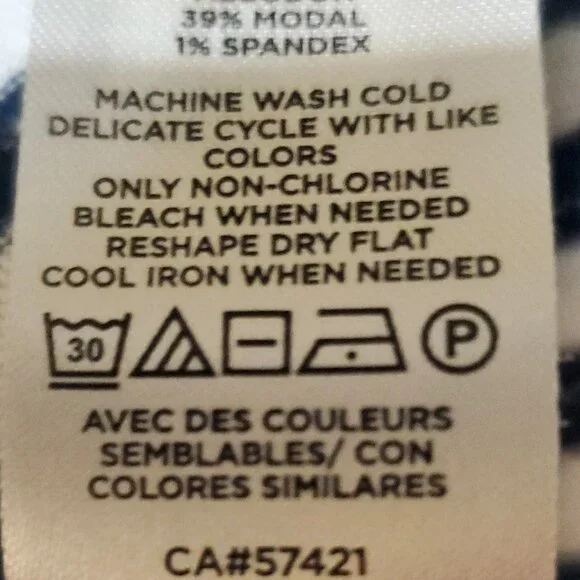 39% MODAL
1% SPANDEX
MACHINE WASH COLD
DELICATE CYCLE WITH LIKE
COLORS
ONLY NON-CHLORINE
BLEACH WHEN NEEDED
RESHAPE DRY FLAT
COOL IRON WHEN NEEDED
30 P
AVEC DES COULEURS
SEMBLABLES/ CON
COLORES SIMILARES
CA#57421